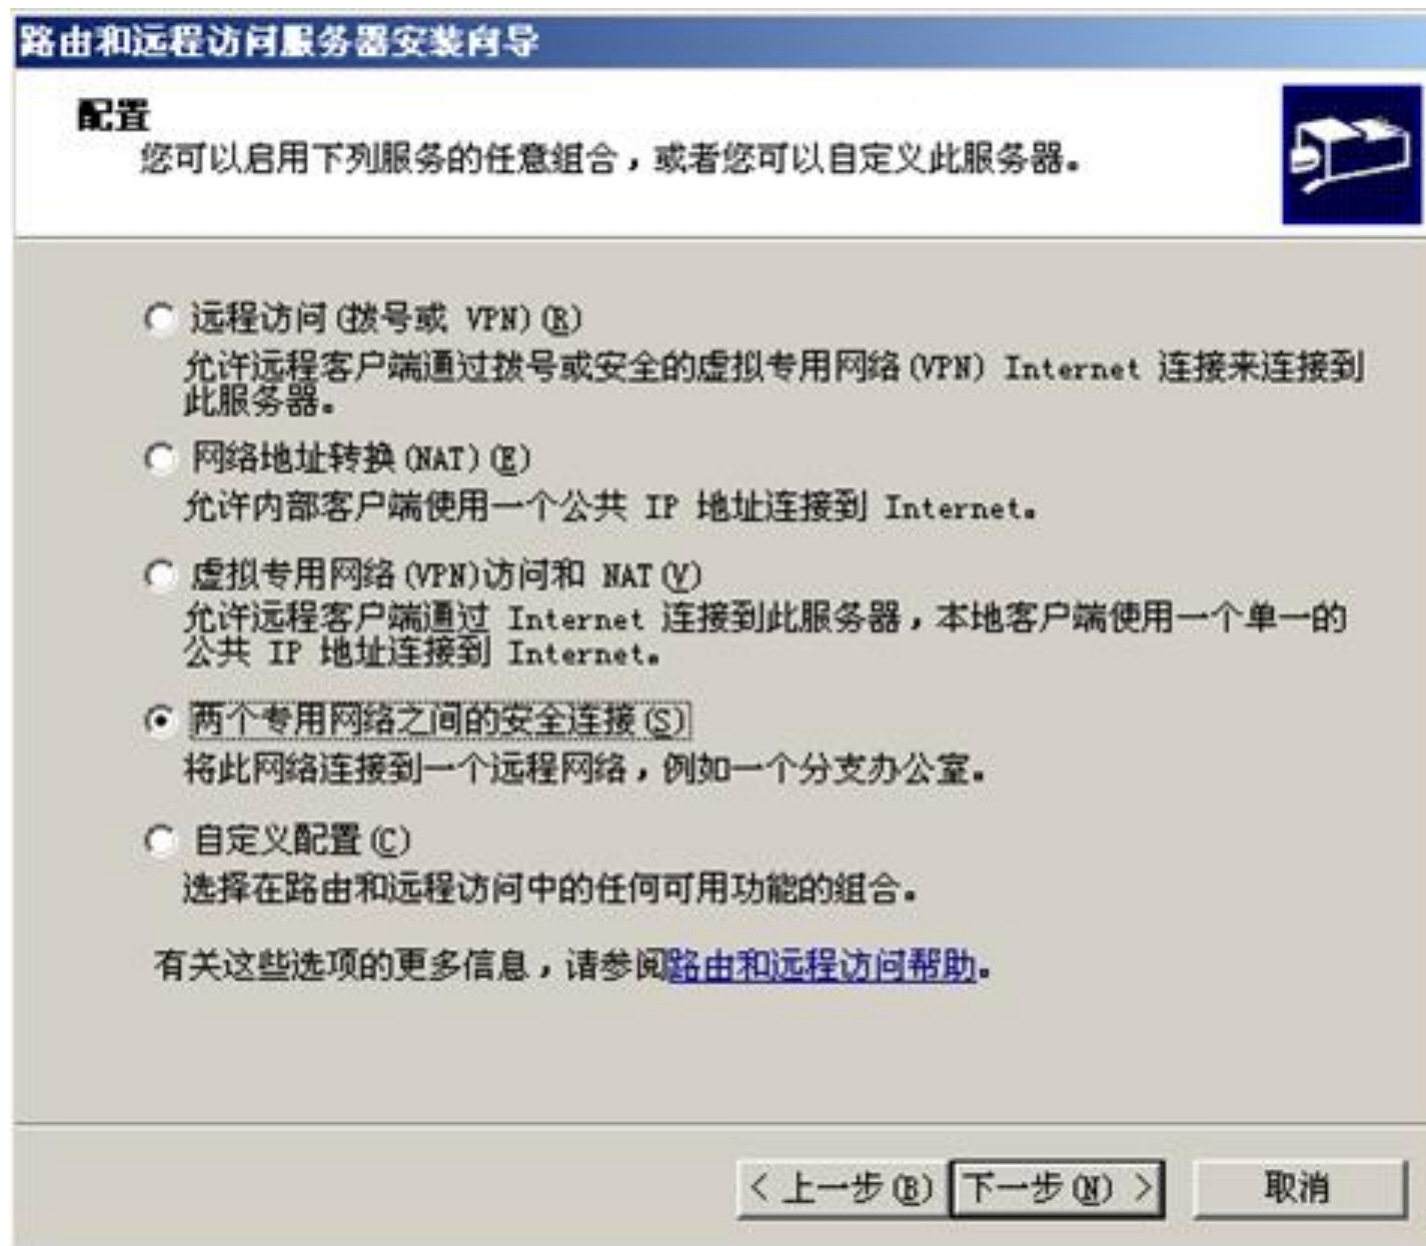 路由和远程访问服务器安装向导
配置
您可以启用下列服务的任意组合，或者您可以自定义此服务器。
远程访问(拨号或 VPN)(R)
允许远程客户端通过拨号或安全的虚拟专用网络(VPN) Internet 连接来连接到
此服务器。
网络地址转换(NAT)(E)
允许内部客户端使用一个公共 IP 地址连接到 Internet。
虚拟专用网络(VPN)访问和 NAT(V)
允许远程客户端通过 Internet 连接到此服务器，本地客户端使用一个单一的
公共 IP 地址连接到 Internet。
两个专用网络之间的安全连接(S)
将此网络连接到一个远程网络，例如一个分支办公室。
自定义配置(C)
选择在路由和远程访问中的任何可用功能的组合。
有关这些选项的更多信息，请参阅路由和远程访问帮助。
< 上一步(B) 下一步(N) > 取消